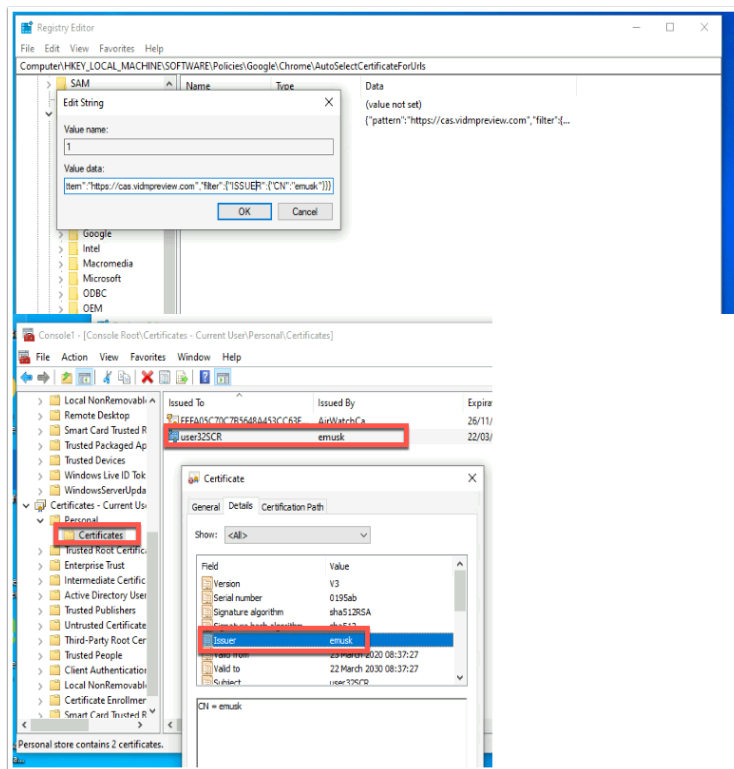 Registry Editor
File Edit View Favorites Help
Computer\HKEY_LOCAL_MACHINE\SOFTWARE\Policies\Google\Chrome\AutoSelectCertificateForUrls
SAM
Name Type Data
Edit String
(value not set)
{"pattern":"https://cas.vidmpreview.com","filter":{...
Value name:
1
Value data:
ttern":"https://cas.vidmpreview.com","filter":{"ISSUER":{"CN":"emusk"}}}
OK Cancel
Google
Intel
Macromedia
Microsoft
ODBC
OEM
Console1 - [Console Root\Certificates - Current User\Personal\Certificates]
File Action View Favorites Window Help
Local NonRemovable
Remote Desktop
Smart Card Trusted R
Trusted Packaged Ap
Trusted Devices
Windows Live ID Tok
WindowsServerUpda
Certificates - Current Use
Personal
Certificates
Trusted Root Certific
Enterprise Trust
Intermediate Certific
Active Directory User
Trusted Publishers
Untrusted Certificate
Third-Party Root Cer
Trusted People
Client Authentication
Local NonRemovabl
Certificate Enrollmer
Smart Card Trusted R
Issued To Issued By Expira
AirWatchCa 26/11/
user32SCR emusk 22/03/
Certificate
General Details Certification Path
Show: <All>
Field Value
Version V3
Serial number 0195ab
Signature algorithm sha512RSA
Signature hash algorithm sha512
Issuer emusk
Valid from 23 March 2020 08:37:27
Valid to 22 March 2030 08:37:27
Subject user32SCR
CN = emusk
Personal store contains 2 certificates.